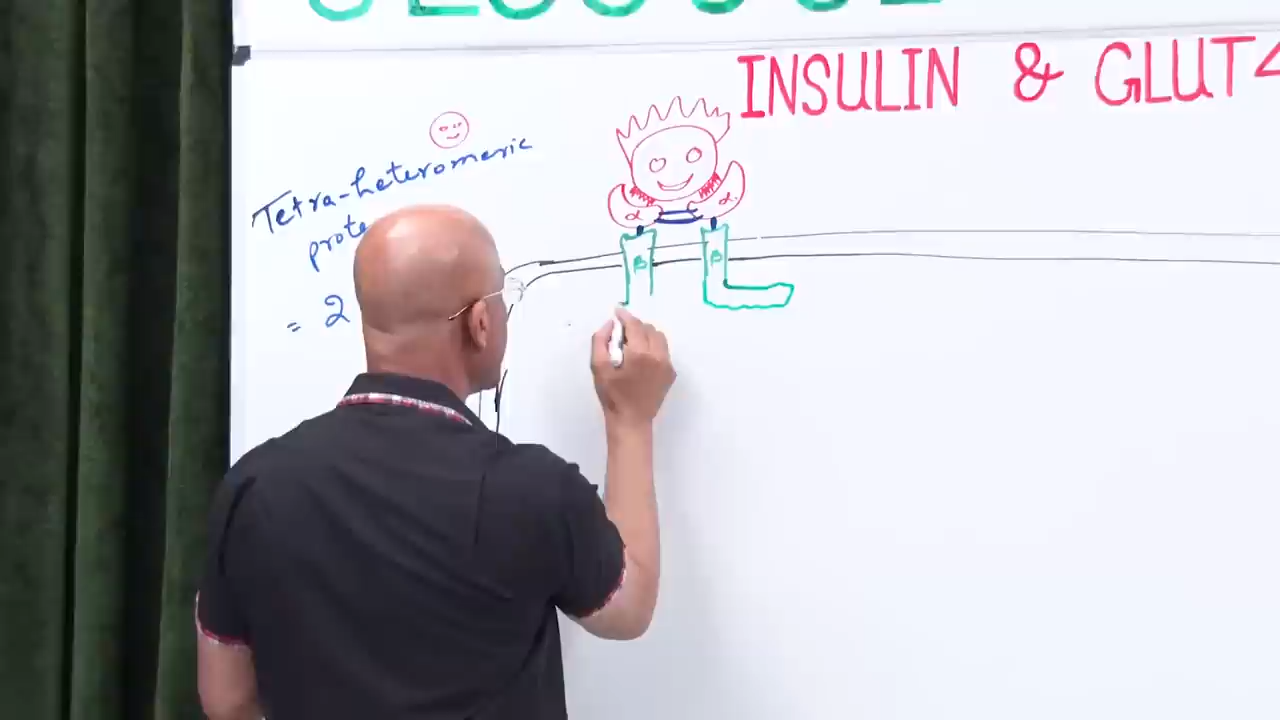 INSULIN & GLUT4
Tetra-heteromeric
prote
= 2
α α
β β